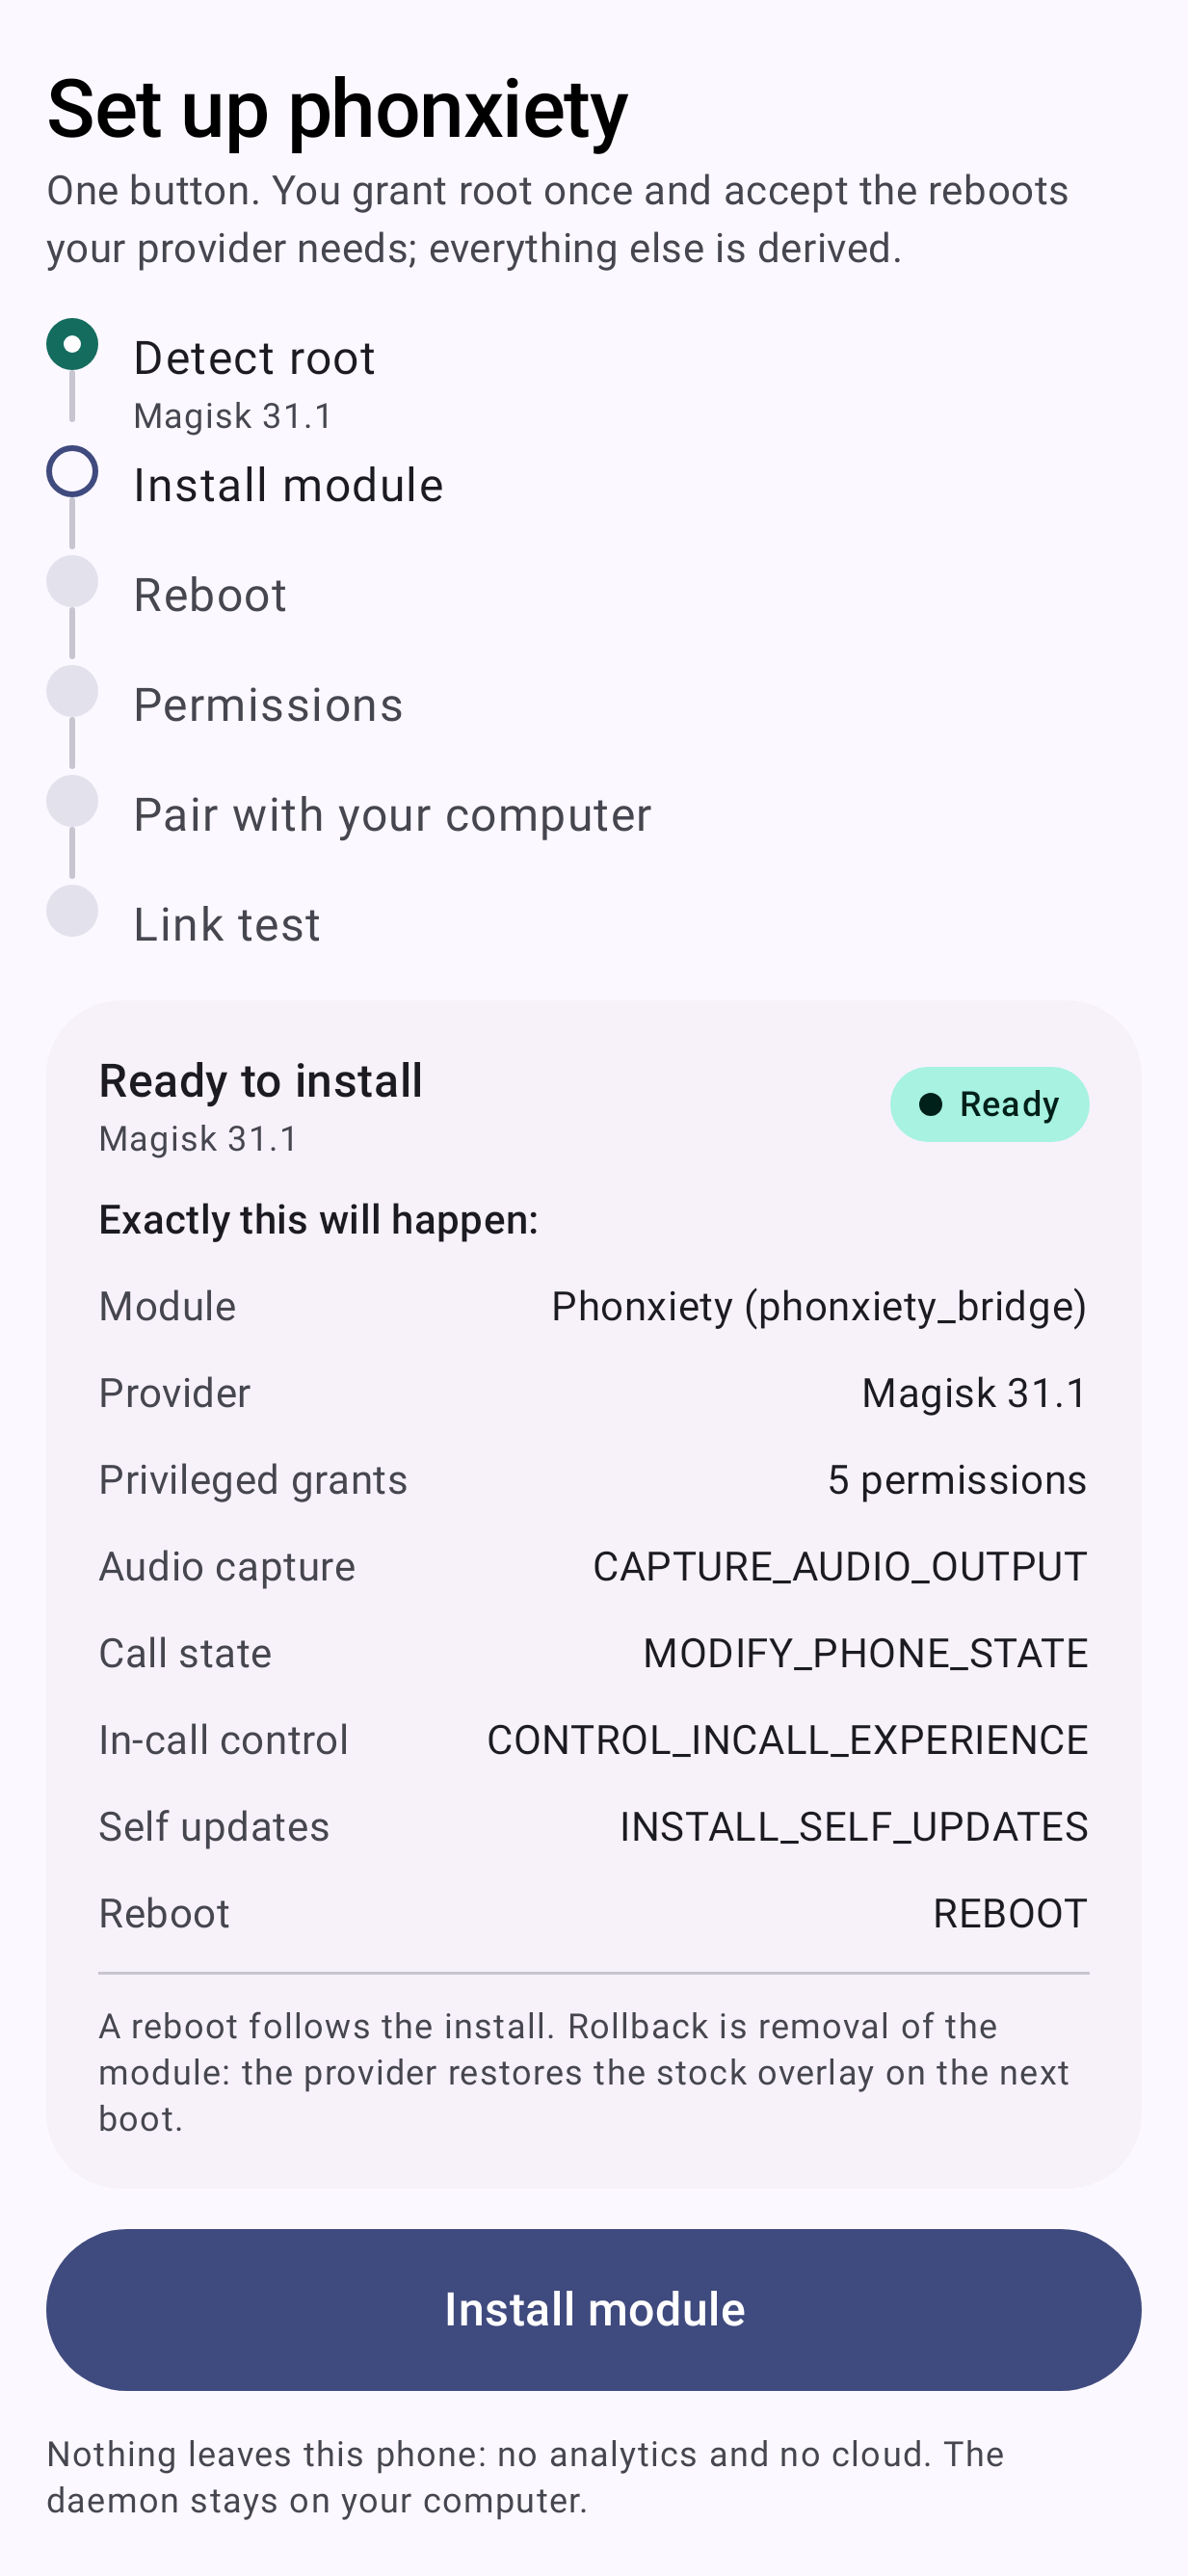 Set up phonxiety
One button. You grant root once and accept the reboots
your provider needs; everything else is derived.
Detect root
Magisk 31.1
Install module
Reboot
Permissions
Pair with your computer
Link test
Ready to install
Magisk 31.1
Ready
Exactly this will happen:
Module Phonxiety (phonxiety_bridge)
Provider Magisk 31.1
Privileged grants 5 permissions
Audio capture CAPTURE_AUDIO_OUTPUT
Call state MODIFY_PHONE_STATE
In-call control CONTROL_INCALL_EXPERIENCE
Self updates INSTALL_SELF_UPDATES
Reboot REBOOT
A reboot follows the install. Rollback is removal of the
module: the provider restores the stock overlay on the next
boot.
Install module
Nothing leaves this phone: no analytics and no cloud. The
daemon stays on your computer.